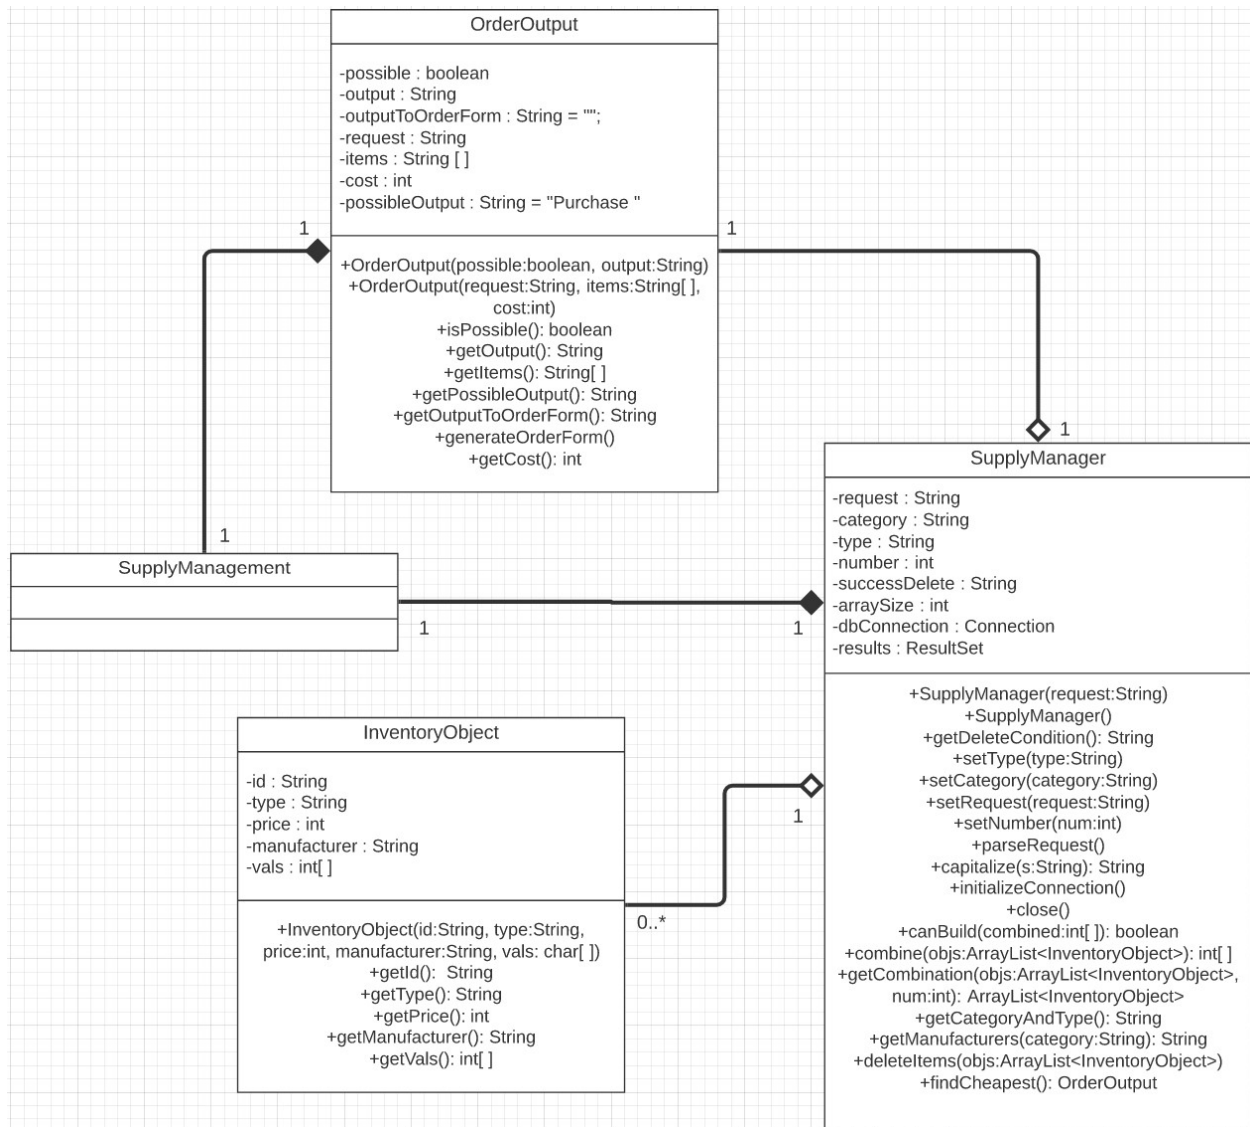 OrderOutput
-possible : boolean
-output : String
-outputToOrderForm : String = "";
-request : String
-items : String [ ]
-cost : int
-possibleOutput : String = "Purchase "
1
1
+OrderOutput(possible:boolean, output:String)
+OrderOutput(request:String, items:String[ ],
cost:int)
+isPossible(): boolean
+getOutput(): String
+getItems(): String[ ]
+getPossibleOutput(): String
+getOutputToOrderForm(): String
+generateOrderForm()
+getCost(): int
1
SupplyManager
-request : String
-category : String
-type : String
-number : int
-successDelete : String
-arraySize : int
-dbConnection : Connection
-results : ResultSet
1
SupplyManagement
1
1
+SupplyManager(request:String)
+SupplyManager()
+getDeleteCondition(): String
+setType(type:String)
+setCategory(category:String)
+setRequest(request:String)
+setNumber(num:int)
+parseRequest()
+capitalize(s:String): String
+initializeConnection()
+close()
+canBuild(combined:int[ ]): boolean
+combine(objs:ArrayList<InventoryObject>): int[ ]
+getCombination(objs:ArrayList<InventoryObject>,
num:int): ArrayList<InventoryObject>
+getCategoryAndType(): String
+getManufacturers(category:String): String
+deleteItems(objs:ArrayList<InventoryObject>)
+findCheapest(): OrderOutput
InventoryObject
-id : String
-type : String
-price : int
-manufacturer : String
-vals : int[ ]
1
0..*
+InventoryObject(id:String, type:String,
price:int, manufacturer:String, vals: char[ ])
+getId():  String
+getType(): String
+getPrice(): int
+getManufacturer(): String
+getVals(): int[ ]